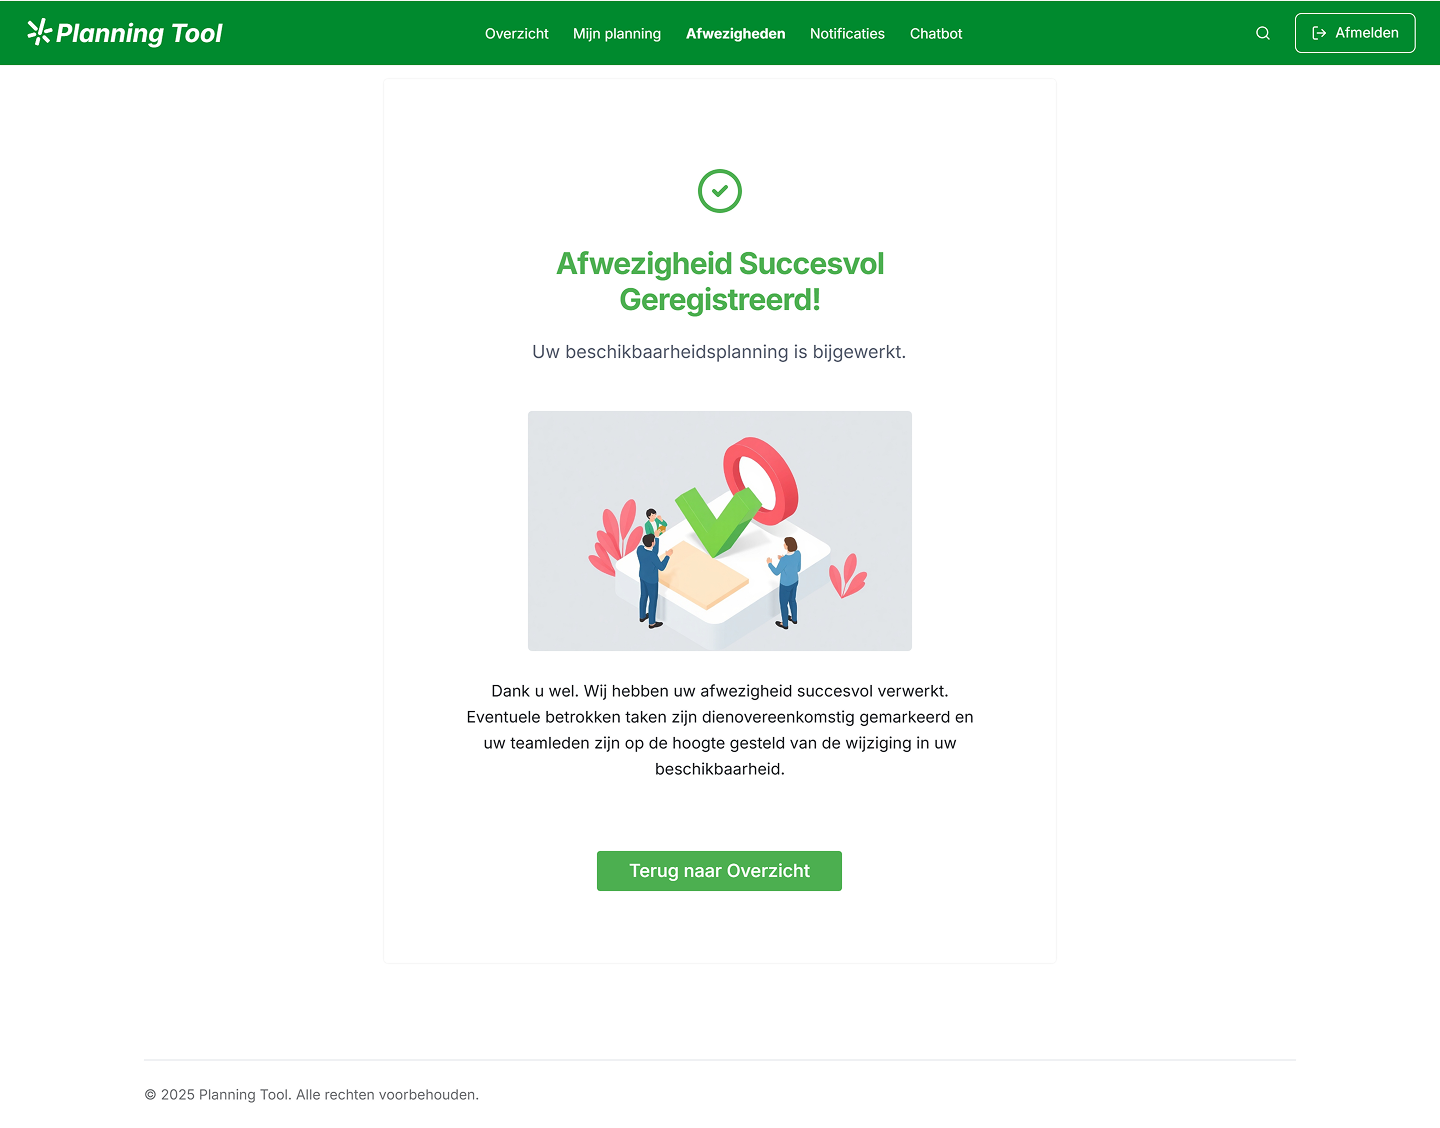 Planning Tool
Overzicht
Mijn planning
Afwezigheden
Notificaties
Chatbot
Afmelden
Afwezigheid Succesvol
Geregistreerd!
Uw beschikbaarheidsplanning is bijgewerkt.
Dank u wel. Wij hebben uw afwezigheid succesvol verwerkt.
Eventuele betrokken taken zijn dienovereenkomstig gemarkeerd en
uw teamleden zijn op de hoogte gesteld van de wijziging in uw
beschikbaarheid.
Terug naar Overzicht
© 2025 Planning Tool. Alle rechten voorbehouden.